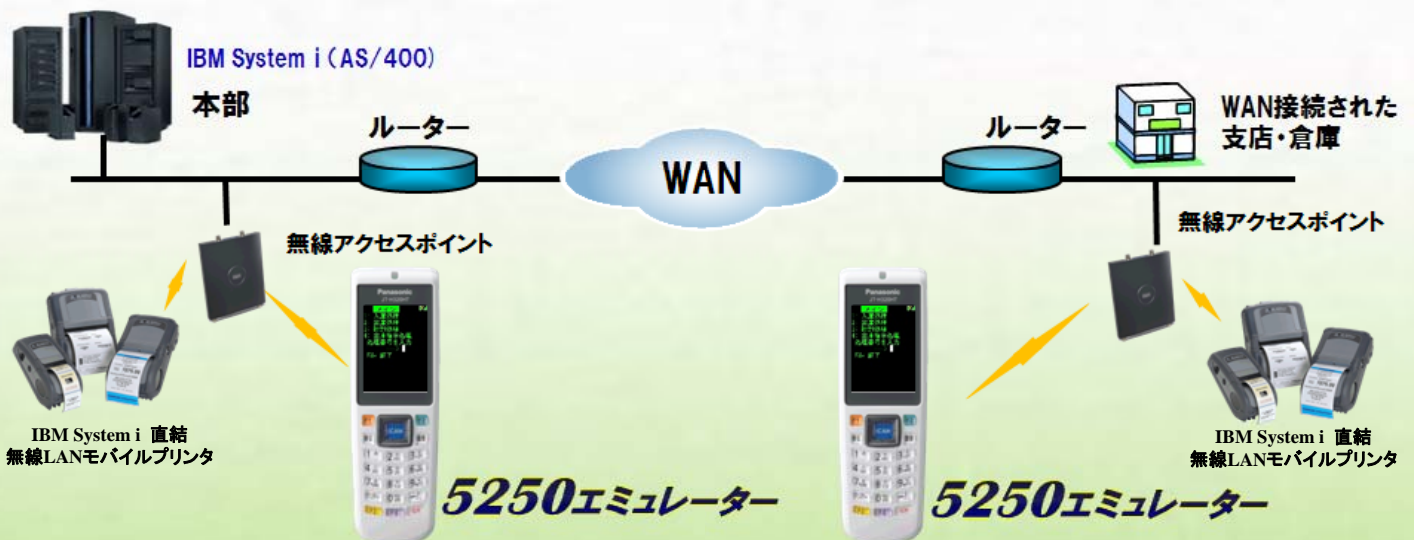 IBM System i (AS/400)
本部
ルーター
WAN
ルーター
WAN接続された
支店・倉庫
無線アクセスポイント
無線アクセスポイント
Panasonic
Panasonic
IBM System i 直結
無線LANモバイルプリンタ
5250エミュレーター
5250エミュレーター
IBM System i 直結
無線LANモバイルプリンタ